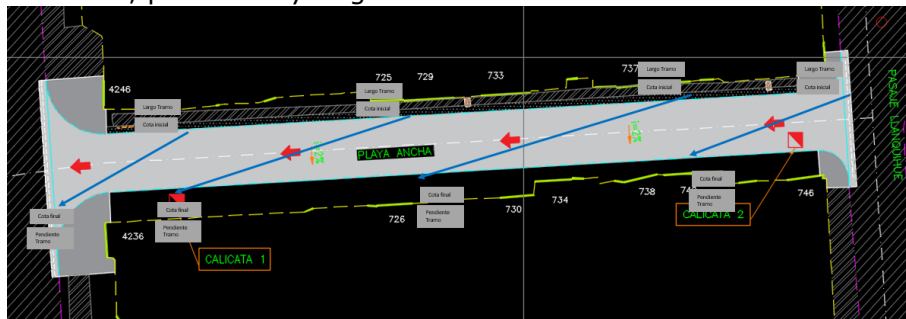 725
729
733
737
4246
Largo Tramo
Cota inicial
Largo Tramo
Cota inicial
Largo Tramo
Cota inicial
Largo Tramo
Cota inicial
PASAJE LLANQUIHUE
i=2%
PLAYA ANCHA
i=2%
Cota final
Pendiente
Tramo
Cota final
Pendiente
Tramo
Cota final
Pendiente
Tramo
Cota final
Pendiente
Tramo
4236
726
730
734
738
746
CALICATA 1
CALICATA 2